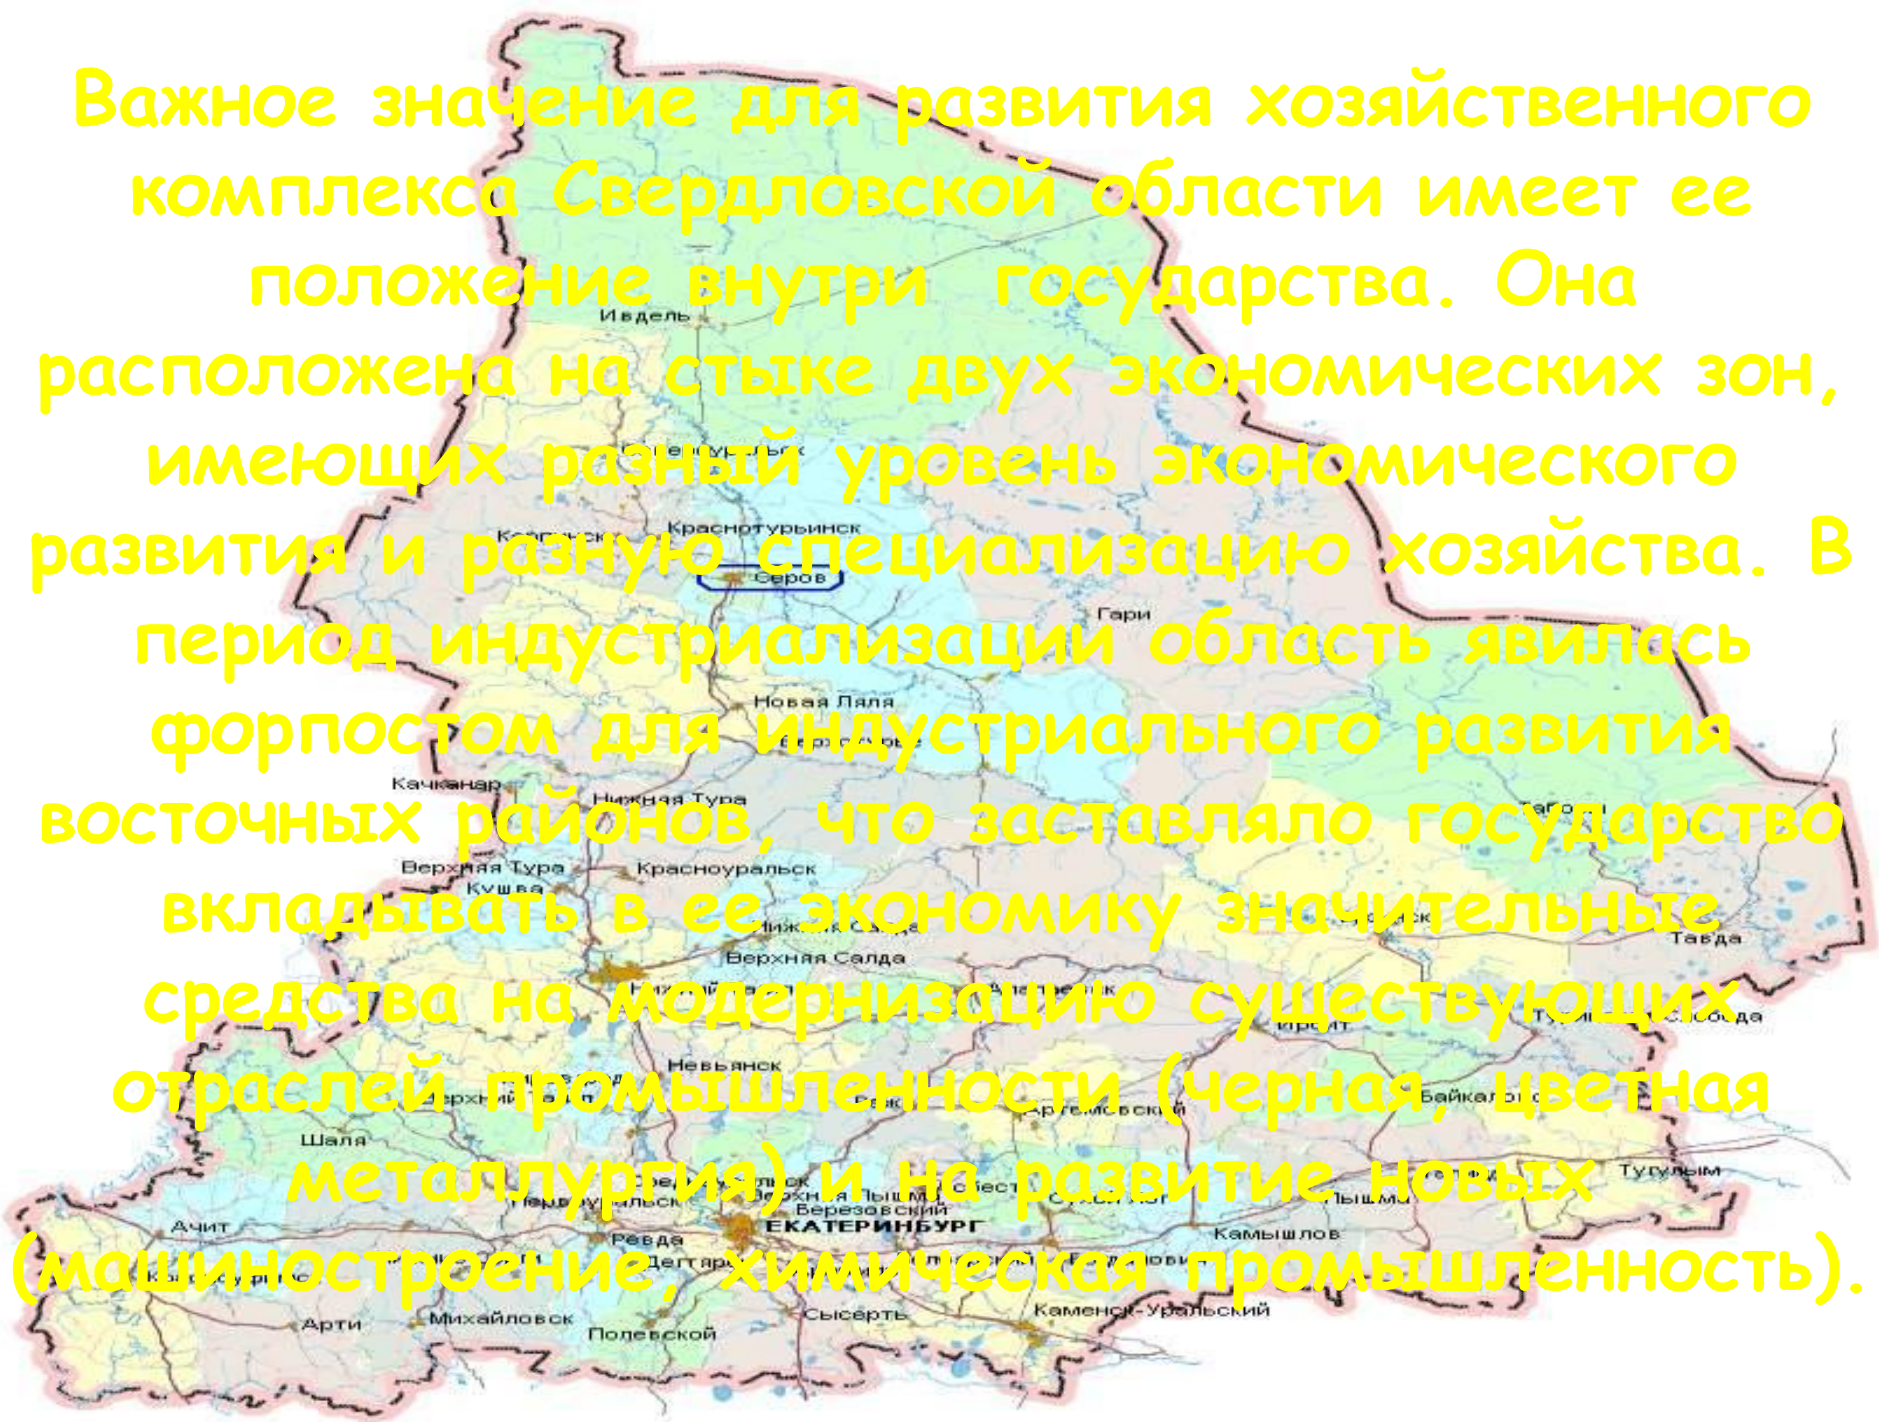 Важное значение для развития хозяйственного
комплекса Свердловской области имеет ее
положение внутри государства. Она
расположена на стыке двух экономических зон,
имеющих разный уровень экономического
развития и разную специализацию хозяйства. В
период индустриализации область явилась
форпостом для индустриального развития
восточных районов, что заставляло государство
вкладывать в ее экономику значительные
средства на модернизацию существующих
отраслей промышленности (черная, цветная
металлургия) и на развитие новых
(машиностроение, химическая промышленность).
Ивдель
Краснотурьинск
Серов
Гари
Новая Ляля
Качканар
Нижняя Тура
Верхняя Тура
Красноуральск
Кушва
Тавда
Верхняя Салда
Невьянск
Артемовский
Шаля
Тугулым
Березовский
Ачит
ЕКАТЕРИНБУРГ
Камышлов
Ревда
Каменск-Уральский
Арти
Михайловск
Сысерть
Полевской